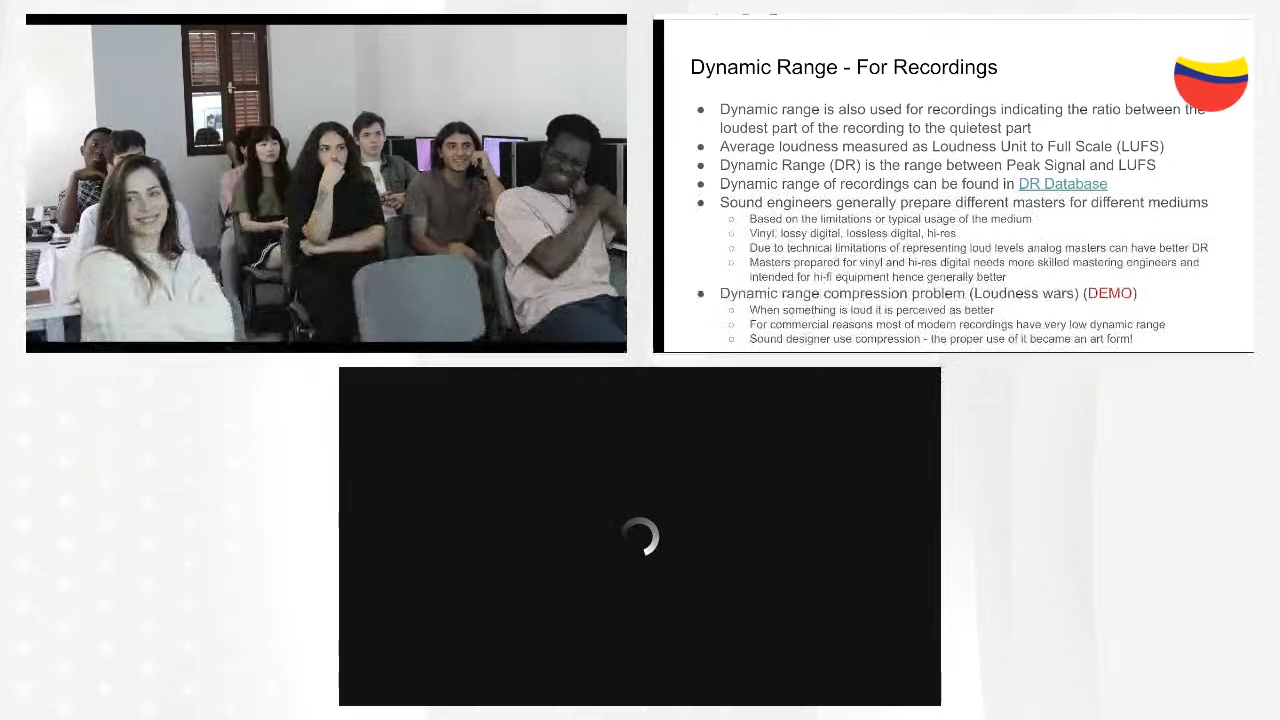 Dynamic Range - For Recordings
Dynamic range is also used for recordings indicating the ratio between the
loudest part of the recording to the quietest part
Average loudness measured as Loudness Unit to Full Scale (LUFS)
Dynamic Range (DR) is the range between Peak Signal and LUFS
Dynamic range of recordings can be found in DR Database
Sound engineers generally prepare different masters for different mediums
Based on the limitations or typical usage of the medium
Vinyl, lossy digital, lossless digital, hi-res
Due to technical limitations of representing loud levels analog masters can have better DR
Masters prepared for vinyl and hi-res digital needs more skilled mastering engineers and
intended for hi-fi equipment hence generally better
Dynamic range compression problem (Loudness wars) (DEMO)
When something is loud it is perceived as better
For commercial reasons most of modern recordings have very low dynamic range
Sound designer use compression - the proper use of it became an art form!